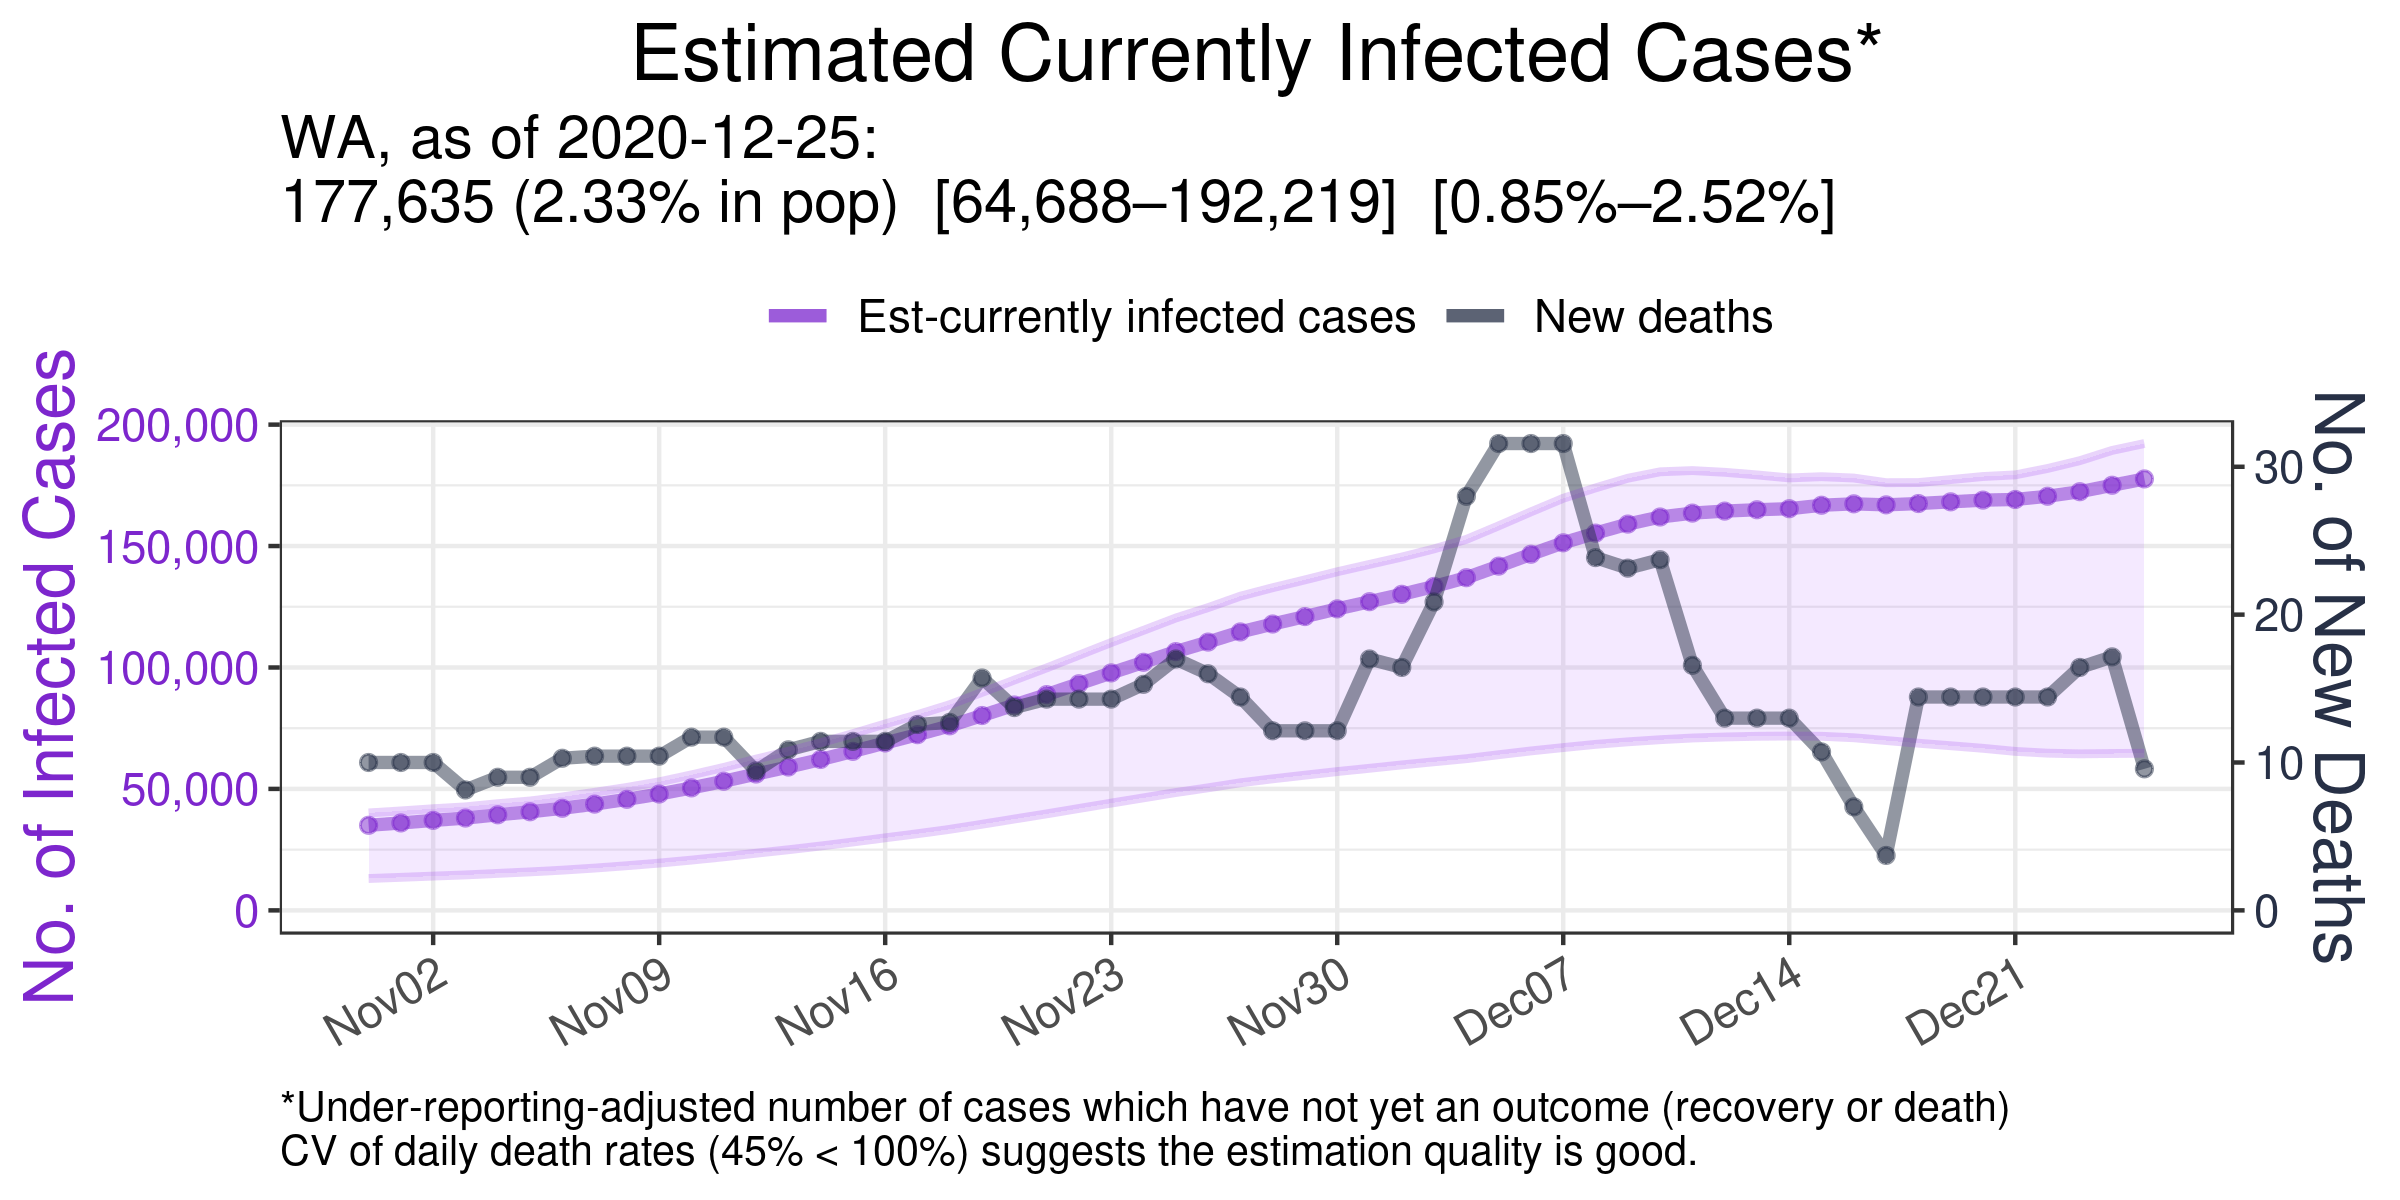 Estimated Currently Infected Cases*
WA, as of 2020-12-25:
177,635 (2.33% in pop)  [64,688–192,219]  [0.85%–2.52%]
Est-currently infected cases
New deaths
No. of Infected Cases
200,000
150,000
100,000
50,000
0
No. of New Deaths
30
20
10
0
Nov02
Nov09
Nov16
Nov23
Nov30
Dec07
Dec14
Dec21
*Under-reporting-adjusted number of cases which have not yet an outcome (recovery or death)
CV of daily death rates (45% < 100%) suggests the estimation quality is good.